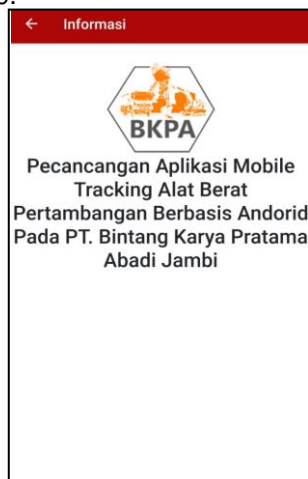 ← Informasi
BKPA
Pecancangan Aplikasi Mobile
Tracking Alat Berat
Pertambangan Berbasis Andorid
Pada PT. Bintang Karya Pratama
Abadi Jambi